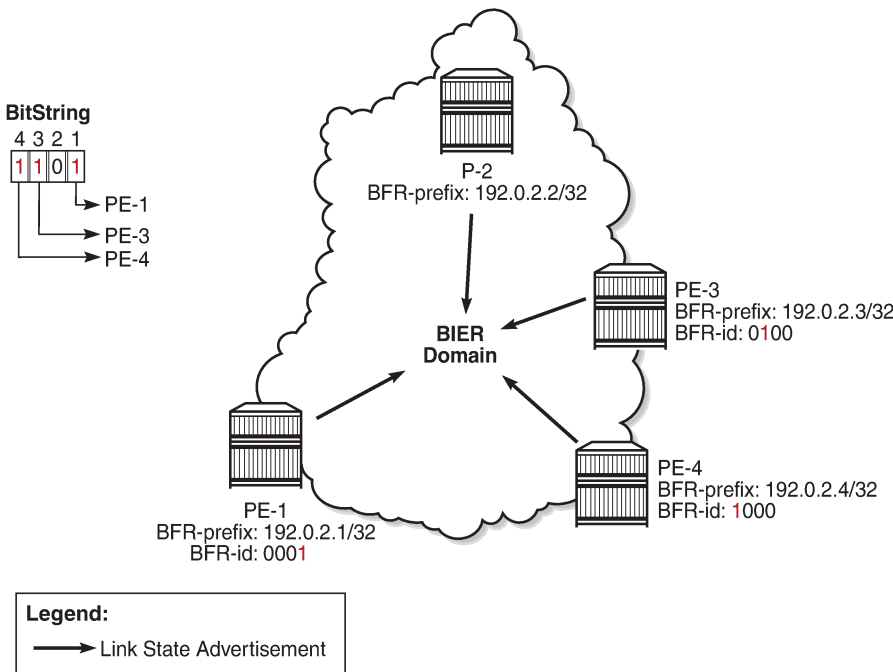 BitString
4 3 2 1
1 1 0 1
PE-1
PE-3
PE-4
P-2
BFR-prefix: 192.0.2.2/32
PE-3
BFR-prefix: 192.0.2.3/32
BFR-id: 0100
BIER
Domain
PE-4
BFR-prefix: 192.0.2.4/32
BFR-id: 1000
PE-1
BFR-prefix: 192.0.2.1/32
BFR-id: 0001
Legend:
Link State Advertisement